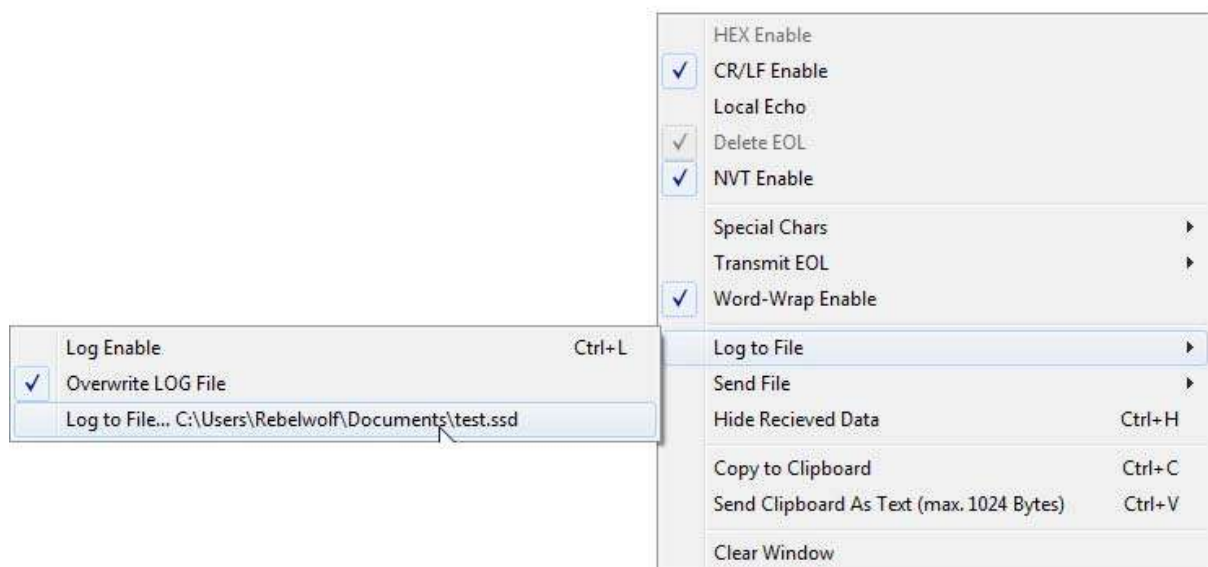 HEX Enable
CR/LF Enable
Local Echo
Delete EOL
NVT Enable
Special Chars
Transmit EOL
Word-Wrap Enable
Log to File
Send File
Hide Recieved Data Ctrl+H
Copy to Clipboard Ctrl+C
Send Clipboard As Text (max. 1024 Bytes) Ctrl+V
Clear Window
Log Enable Ctrl+L
Overwrite LOG File
Log to File... C:\Users\Rebelwolf\Documents\test.ssd